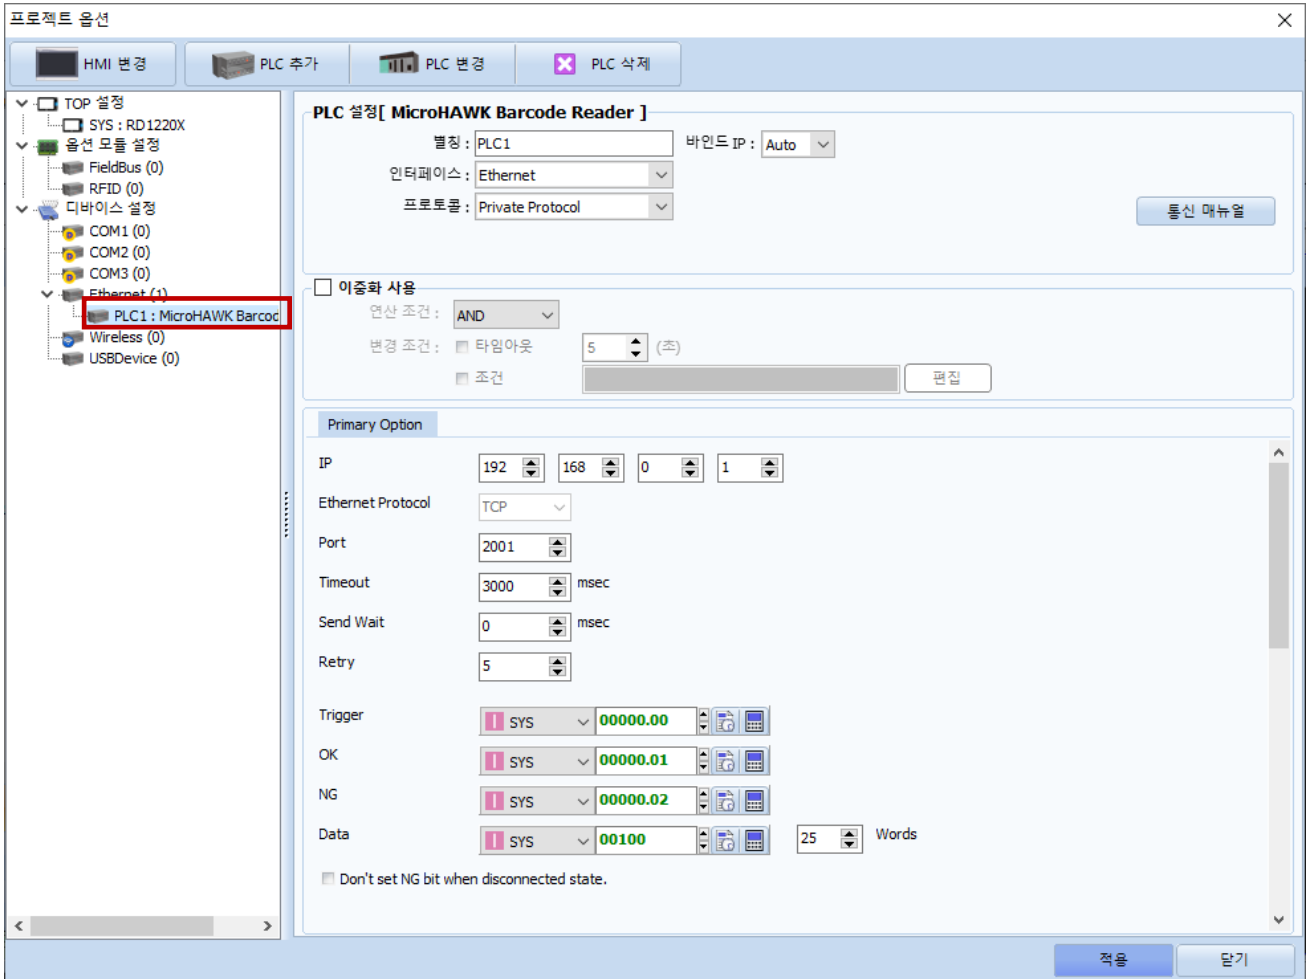 프로젝트 옵션
HMI 변경
PLC 추가
PLC 변경
PLC 삭제
TOP 설정
SYS : RD1220X
옵션 모듈 설정
FieldBus (0)
RFID (0)
디바이스 설정
COM1 (0)
COM2 (0)
COM3 (0)
Ethernet (1)
PLC1 : MicroHAWK Barcoc
Wireless (0)
USBDevice (0)
PLC 설정[ MicroHAWK Barcode Reader ]
별칭 : PLC1 바인드 IP : Auto
인터페이스 : Ethernet
프로토콜 : Private Protocol
통신 매뉴얼
이중화 사용
연산 조건 : AND
변경 조건 : 타임아웃 5 (초)
조건 편집
Primary Option
IP 192 168 0 1
Ethernet Protocol TCP
Port 2001
Timeout 3000 msec
Send Wait 0 msec
Retry 5
Trigger SYS 00000.00
OK SYS 00000.01
NG SYS 00000.02
Data SYS 00100 25 Words
Don't set NG bit when disconnected state.
적용 닫기